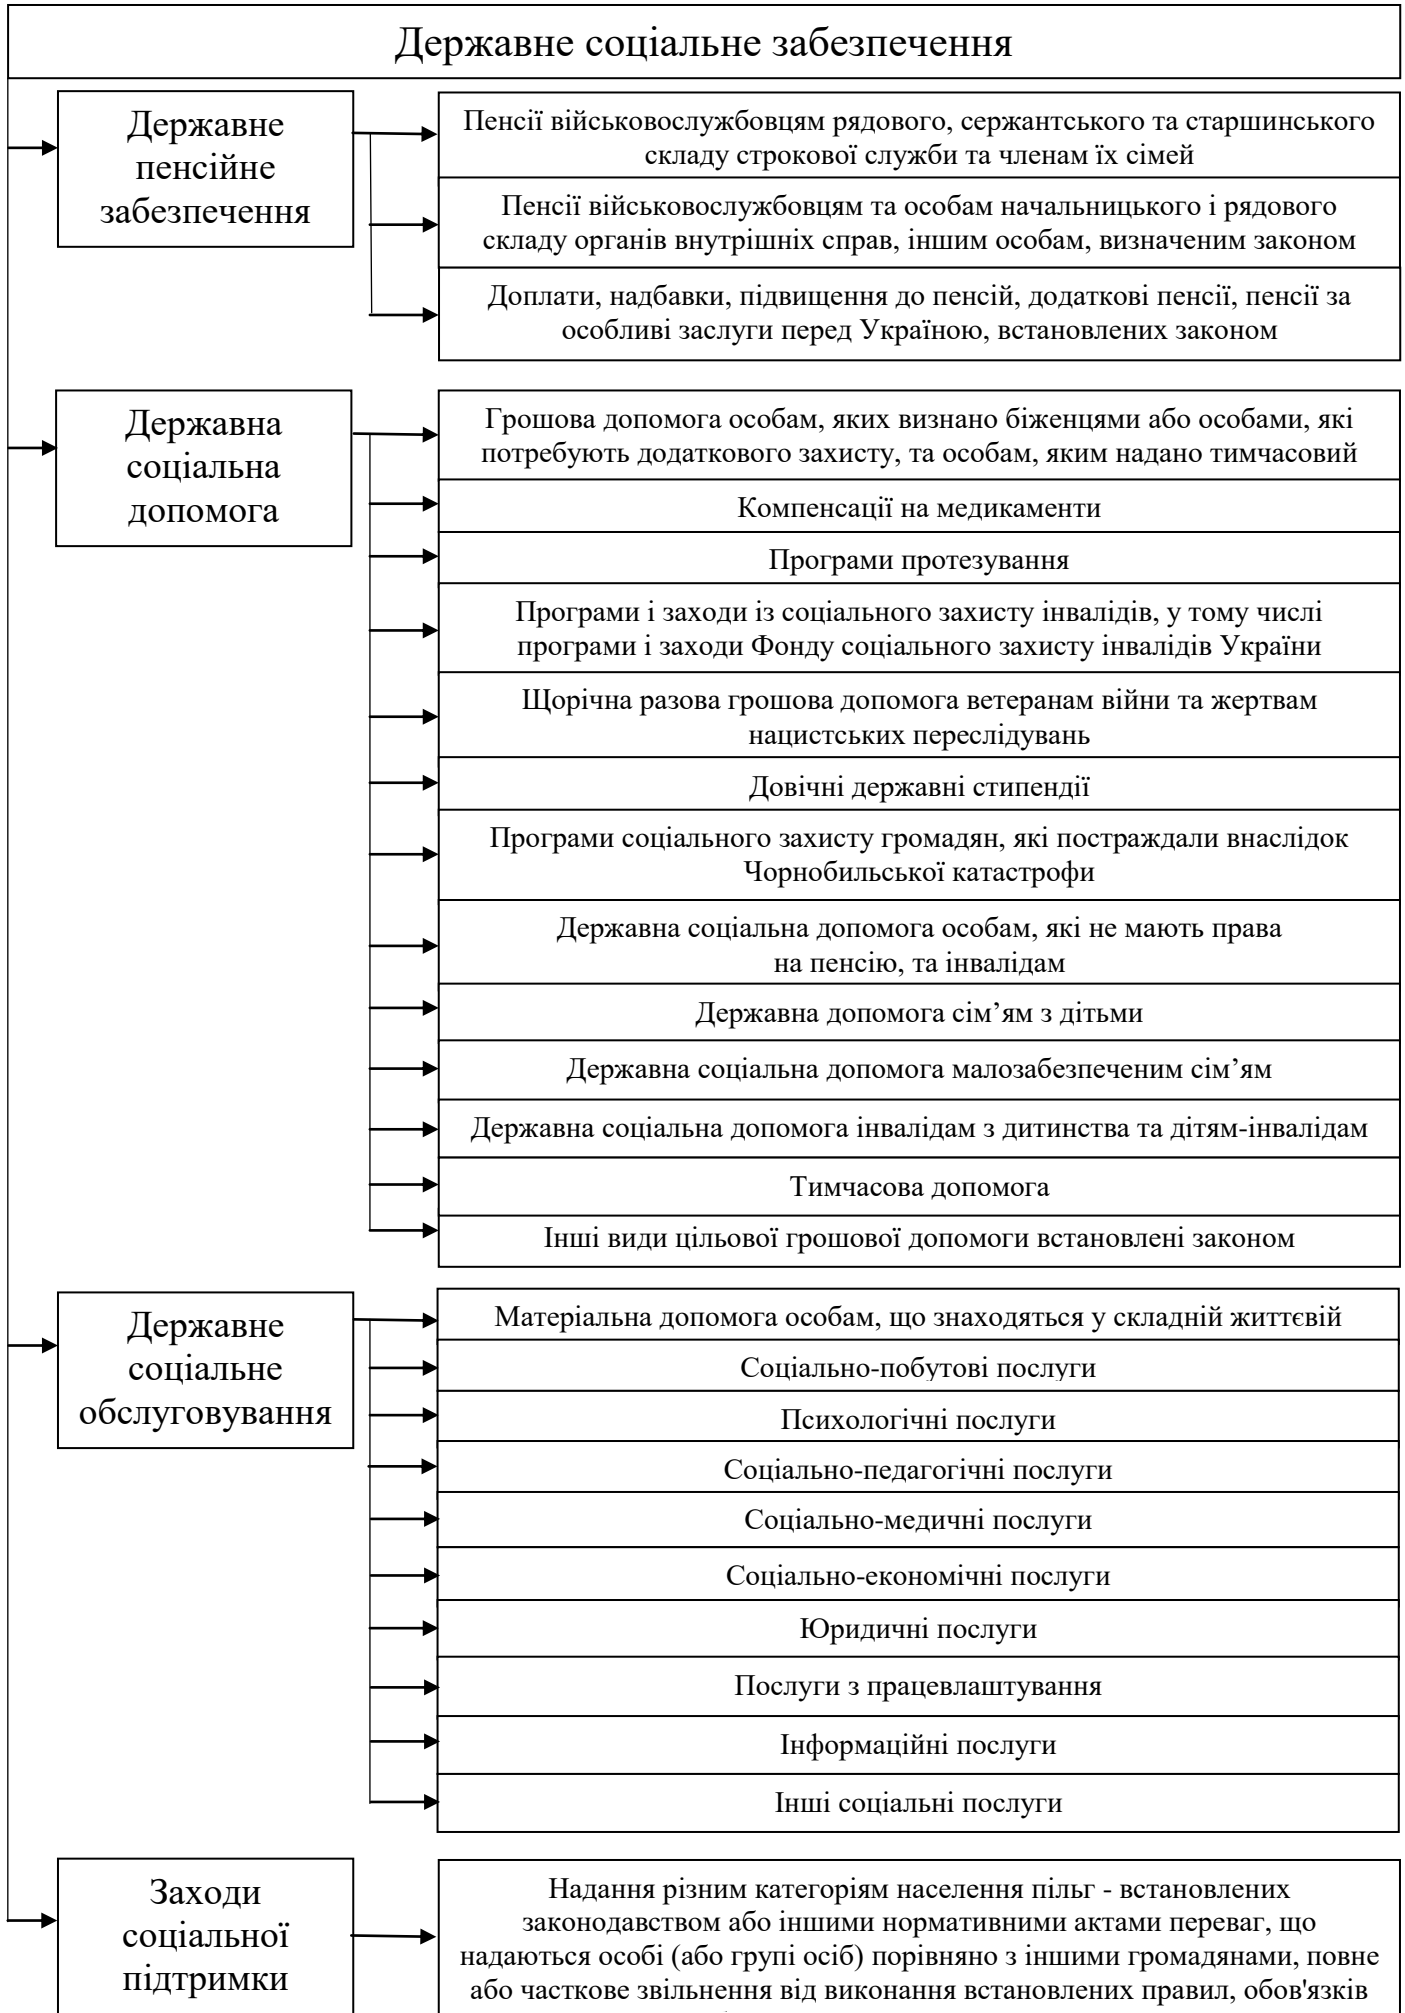 Державне соціальне забезпечення
Державне
пенсійне
забезпечення
Пенсії військовослужбовцям рядового, сержантського та старшинського
складу строкової служби та членам їх сімей
Пенсії військовослужбовцям та особам начальницького і рядового
складу органів внутрішніх справ, іншим особам, визначеним законом
Доплати, надбавки, підвищення до пенсій, додаткові пенсії, пенсії за
особливі заслуги перед Україною, встановлених законом
Державна
соціальна
допомога
Грошова допомога особам, яких визнано біженцями або особами, які
потребують додаткового захисту, та особам, яким надано тимчасовий
Компенсації на медикаменти
Програми протезування
Програми і заходи із соціального захисту інвалідів, у тому числі
програми і заходи Фонду соціального захисту інвалідів України
Щорічна разова грошова допомога ветеранам війни та жертвам
нацистських переслідувань
Довічні державні стипендії
Програми соціального захисту громадян, які постраждали внаслідок
Чорнобильської катастрофи
Державна соціальна допомога особам, які не мають права
на пенсію, та інвалідам
Державна допомога сім’ям з дітьми
Державна соціальна допомога малозабезпеченим сім’ям
Державна соціальна допомога інвалідам з дитинства та дітям-інвалідам
Тимчасова допомога
Інші види цільової грошової допомоги встановлені законом
Державне
соціальне
обслуговування
Матеріальна допомога особам, що знаходяться у складній життєвій
Соціально-побутові послуги
Психологічні послуги
Соціально-педагогічні послуги
Соціально-медичні послуги
Соціально-економічні послуги
Юридичні послуги
Послуги з працевлаштування
Інформаційні послуги
Інші соціальні послуги
Заходи
соціальної
підтримки
Надання різним категоріям населення пільг - встановлених
законодавством або іншими нормативними актами переваг, що
надаються особі (або групі осіб) порівняно з іншими громадянами, повне
або часткове звільнення від виконання встановлених правил, обов'язків